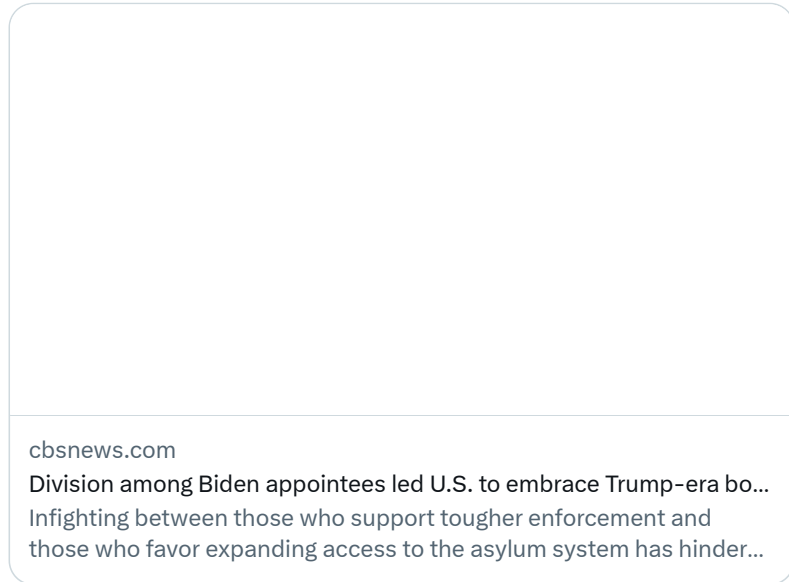 cbsnews.com
Division among Biden appointees led U.S. to embrace Trump-era bo...
Infighting between those who support tougher enforcement and
those who favor expanding access to the asylum system has hinder...